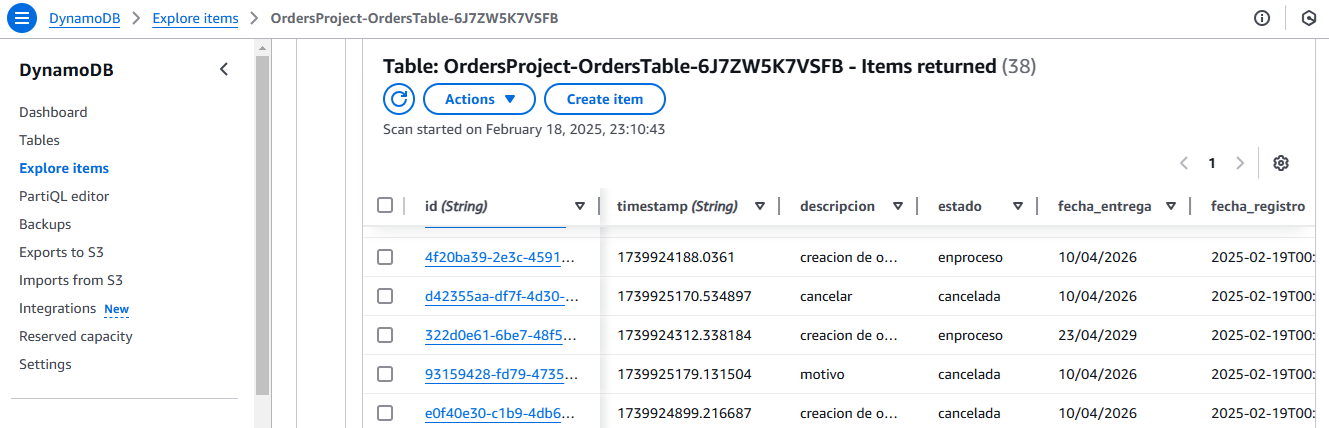 DynamoDB > Explore items > OrdersProject-OrdersTable-6J7ZW5K7VSFB
DynamoDB
Dashboard
Tables
Explore items
PartiQL editor
Backups
Exports to S3
Imports from S3
Integrations New
Reserved capacity
Settings
Table: OrdersProject-OrdersTable-6J7ZW5K7VSFB - Items returned (38)
Actions Create item
Scan started on February 18, 2025, 23:10:43
1
id (String) timestamp (String) descripcion estado fecha_entrega fecha_registro
4f20ba39-2e3c-4591... 1739924188.0361 creacion de o... enproceso 10/04/2026 2025-02-19T00:
d42355aa-df7f-4d30-... 1739925170.534897 cancelar cancelada 10/04/2026 2025-02-19T00:
322d0e61-6be7-48f5... 1739924312.338184 creacion de o... enproceso 23/04/2029 2025-02-19T00:
93159428-fd79-4735... 1739925179.131504 motivo cancelada 10/04/2026 2025-02-19T00:
e0f40e30-c1b9-4db6... 1739924899.216687 creacion de o... cancelada 10/04/2026 2025-02-19T00: